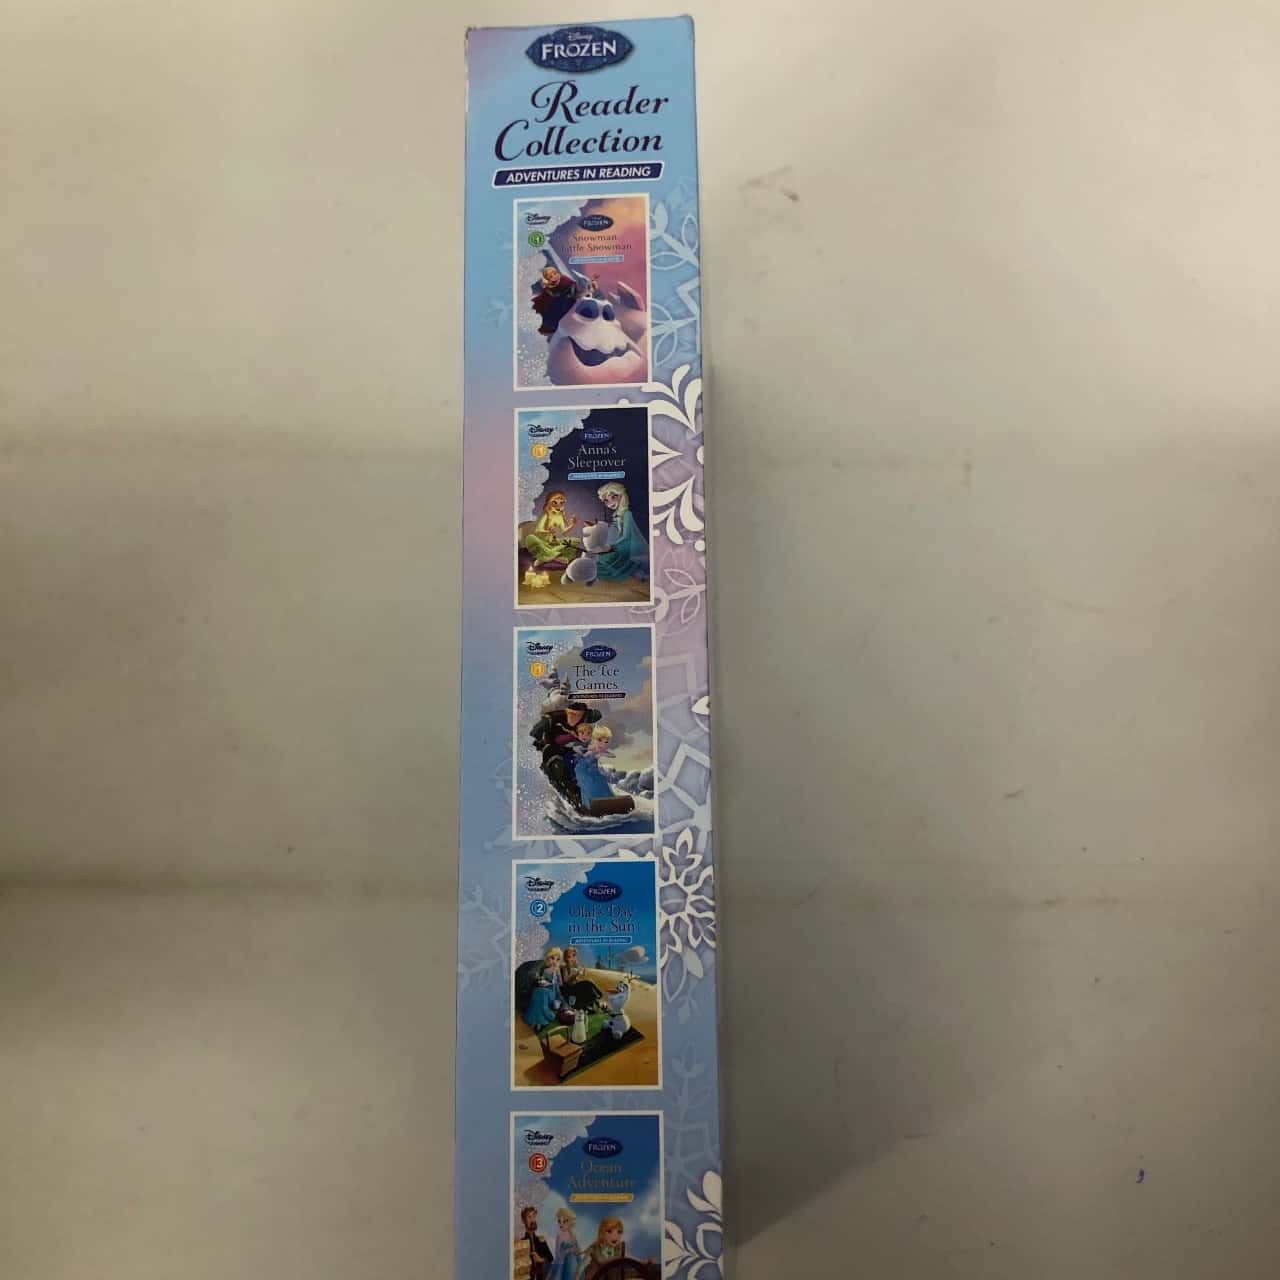 Disney
FROZEN
Reader
Collection
ADVENTURES IN READING
Disney
FROZEN
Snowman
Little Snowman
Disney
FROZEN
Anna's
Sleepover
Disney
FROZEN
The Ice
Games
ADVENTURES IN READING
Disney
2
FROZEN
Olaf's Day
in the Sun
ADVENTURES IN READING
Disney
3
FROZEN
Ocean
Adventure